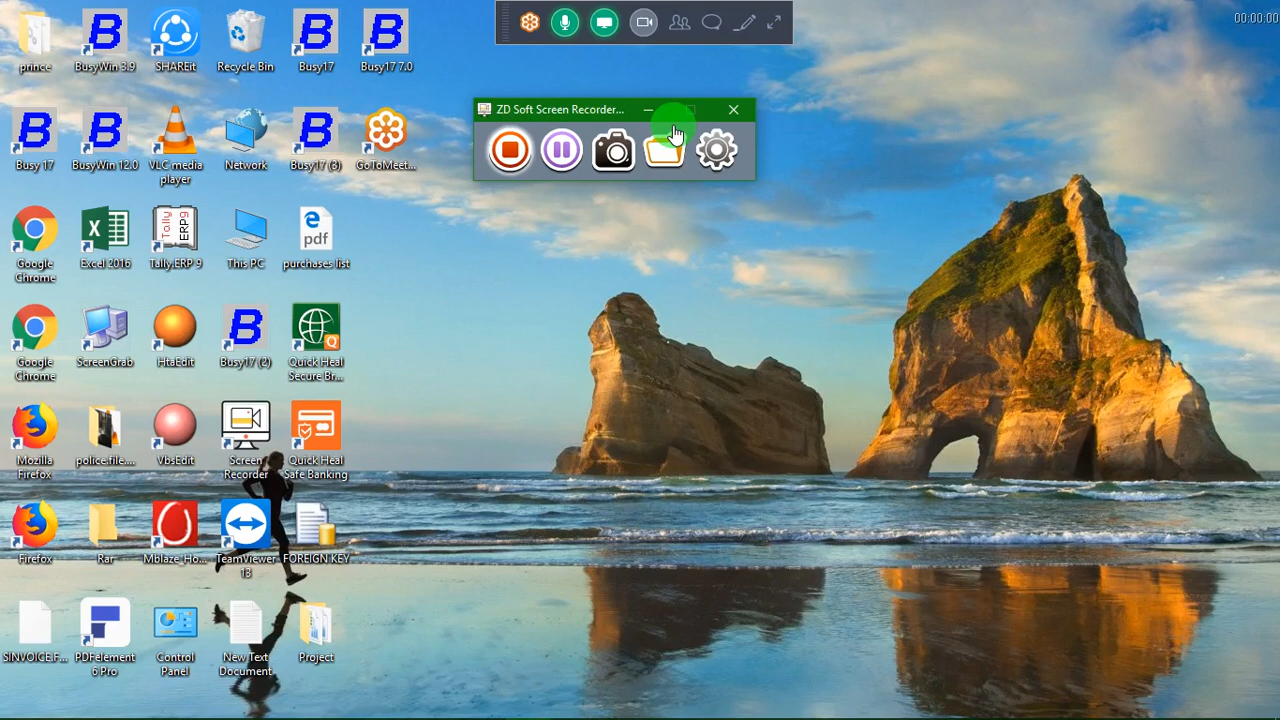 00:00:00
ZD Soft Screen Recorder...
prince
BusyWin 3.9
SHAREit
Recycle Bin
Busy17
Busy17 7.0
Busy 17
BusyWin 12.0
VLC media
player
Network
Busy17 (3)
GoToMeet...
Google
Chrome
Excel 2016
Tally
ERP9
Tally.ERP 9
This PC
pdf
purchases list
Google
Chrome
ScreenGrab
HtaEdit
Busy17 (2)
Quick Heal
Secure Br...
Mozilla
Firefox
police.file....
VbsEdit
Screen
Recorder
Quick Heal
Safe Banking
Firefox
Rar
Mblaze_Ho...
TeamViewer
13
FOREIGN KEY
SINVOICE.F...
PDFelement
6 Pro
Control
Panel
New Text
Document
Project